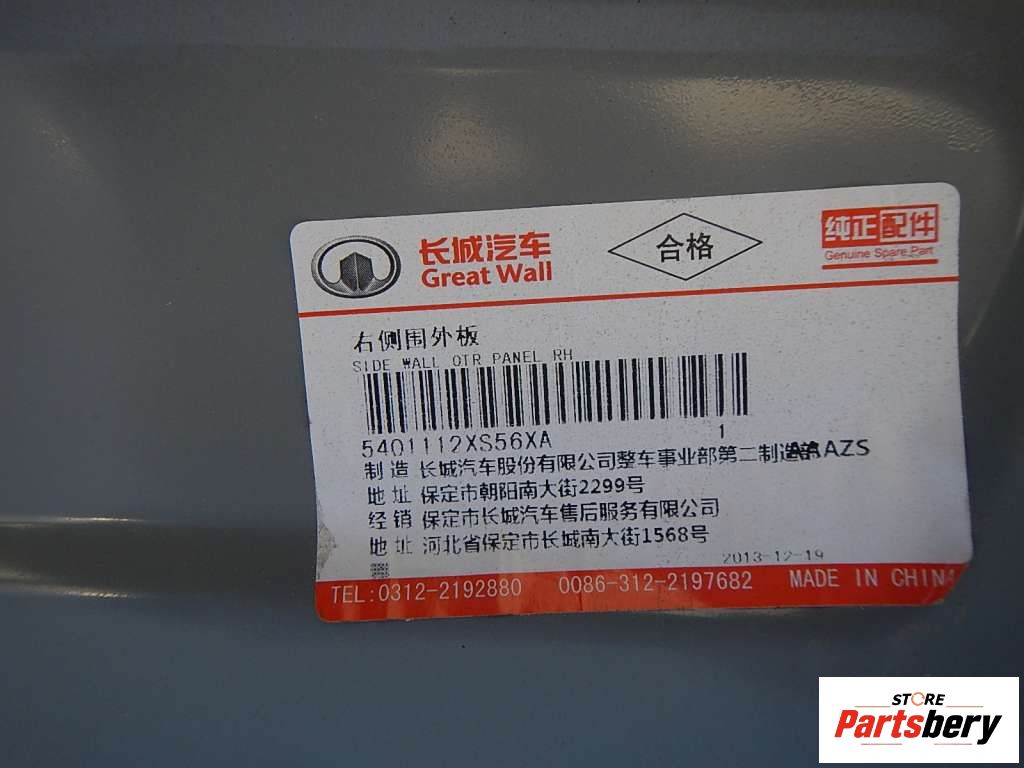 长城汽车
Great Wall
合格
纯正配件
Genuine Spare Part
右侧围外板
SIDE WALL OTR PANEL RH
5401112XS56XA 1
制 造 长城汽车股份有限公司整车事业部第二制造部 AZS
地 址 保定市朝阳南大街2299号
经 销 保定市长城汽车售后服务有限公司
地 址 河北省保定市长城南大街1568号
2013-12-19
TEL:0312-2192880 0086-312-2197682 MADE IN CHINA
STORE
Partsbery